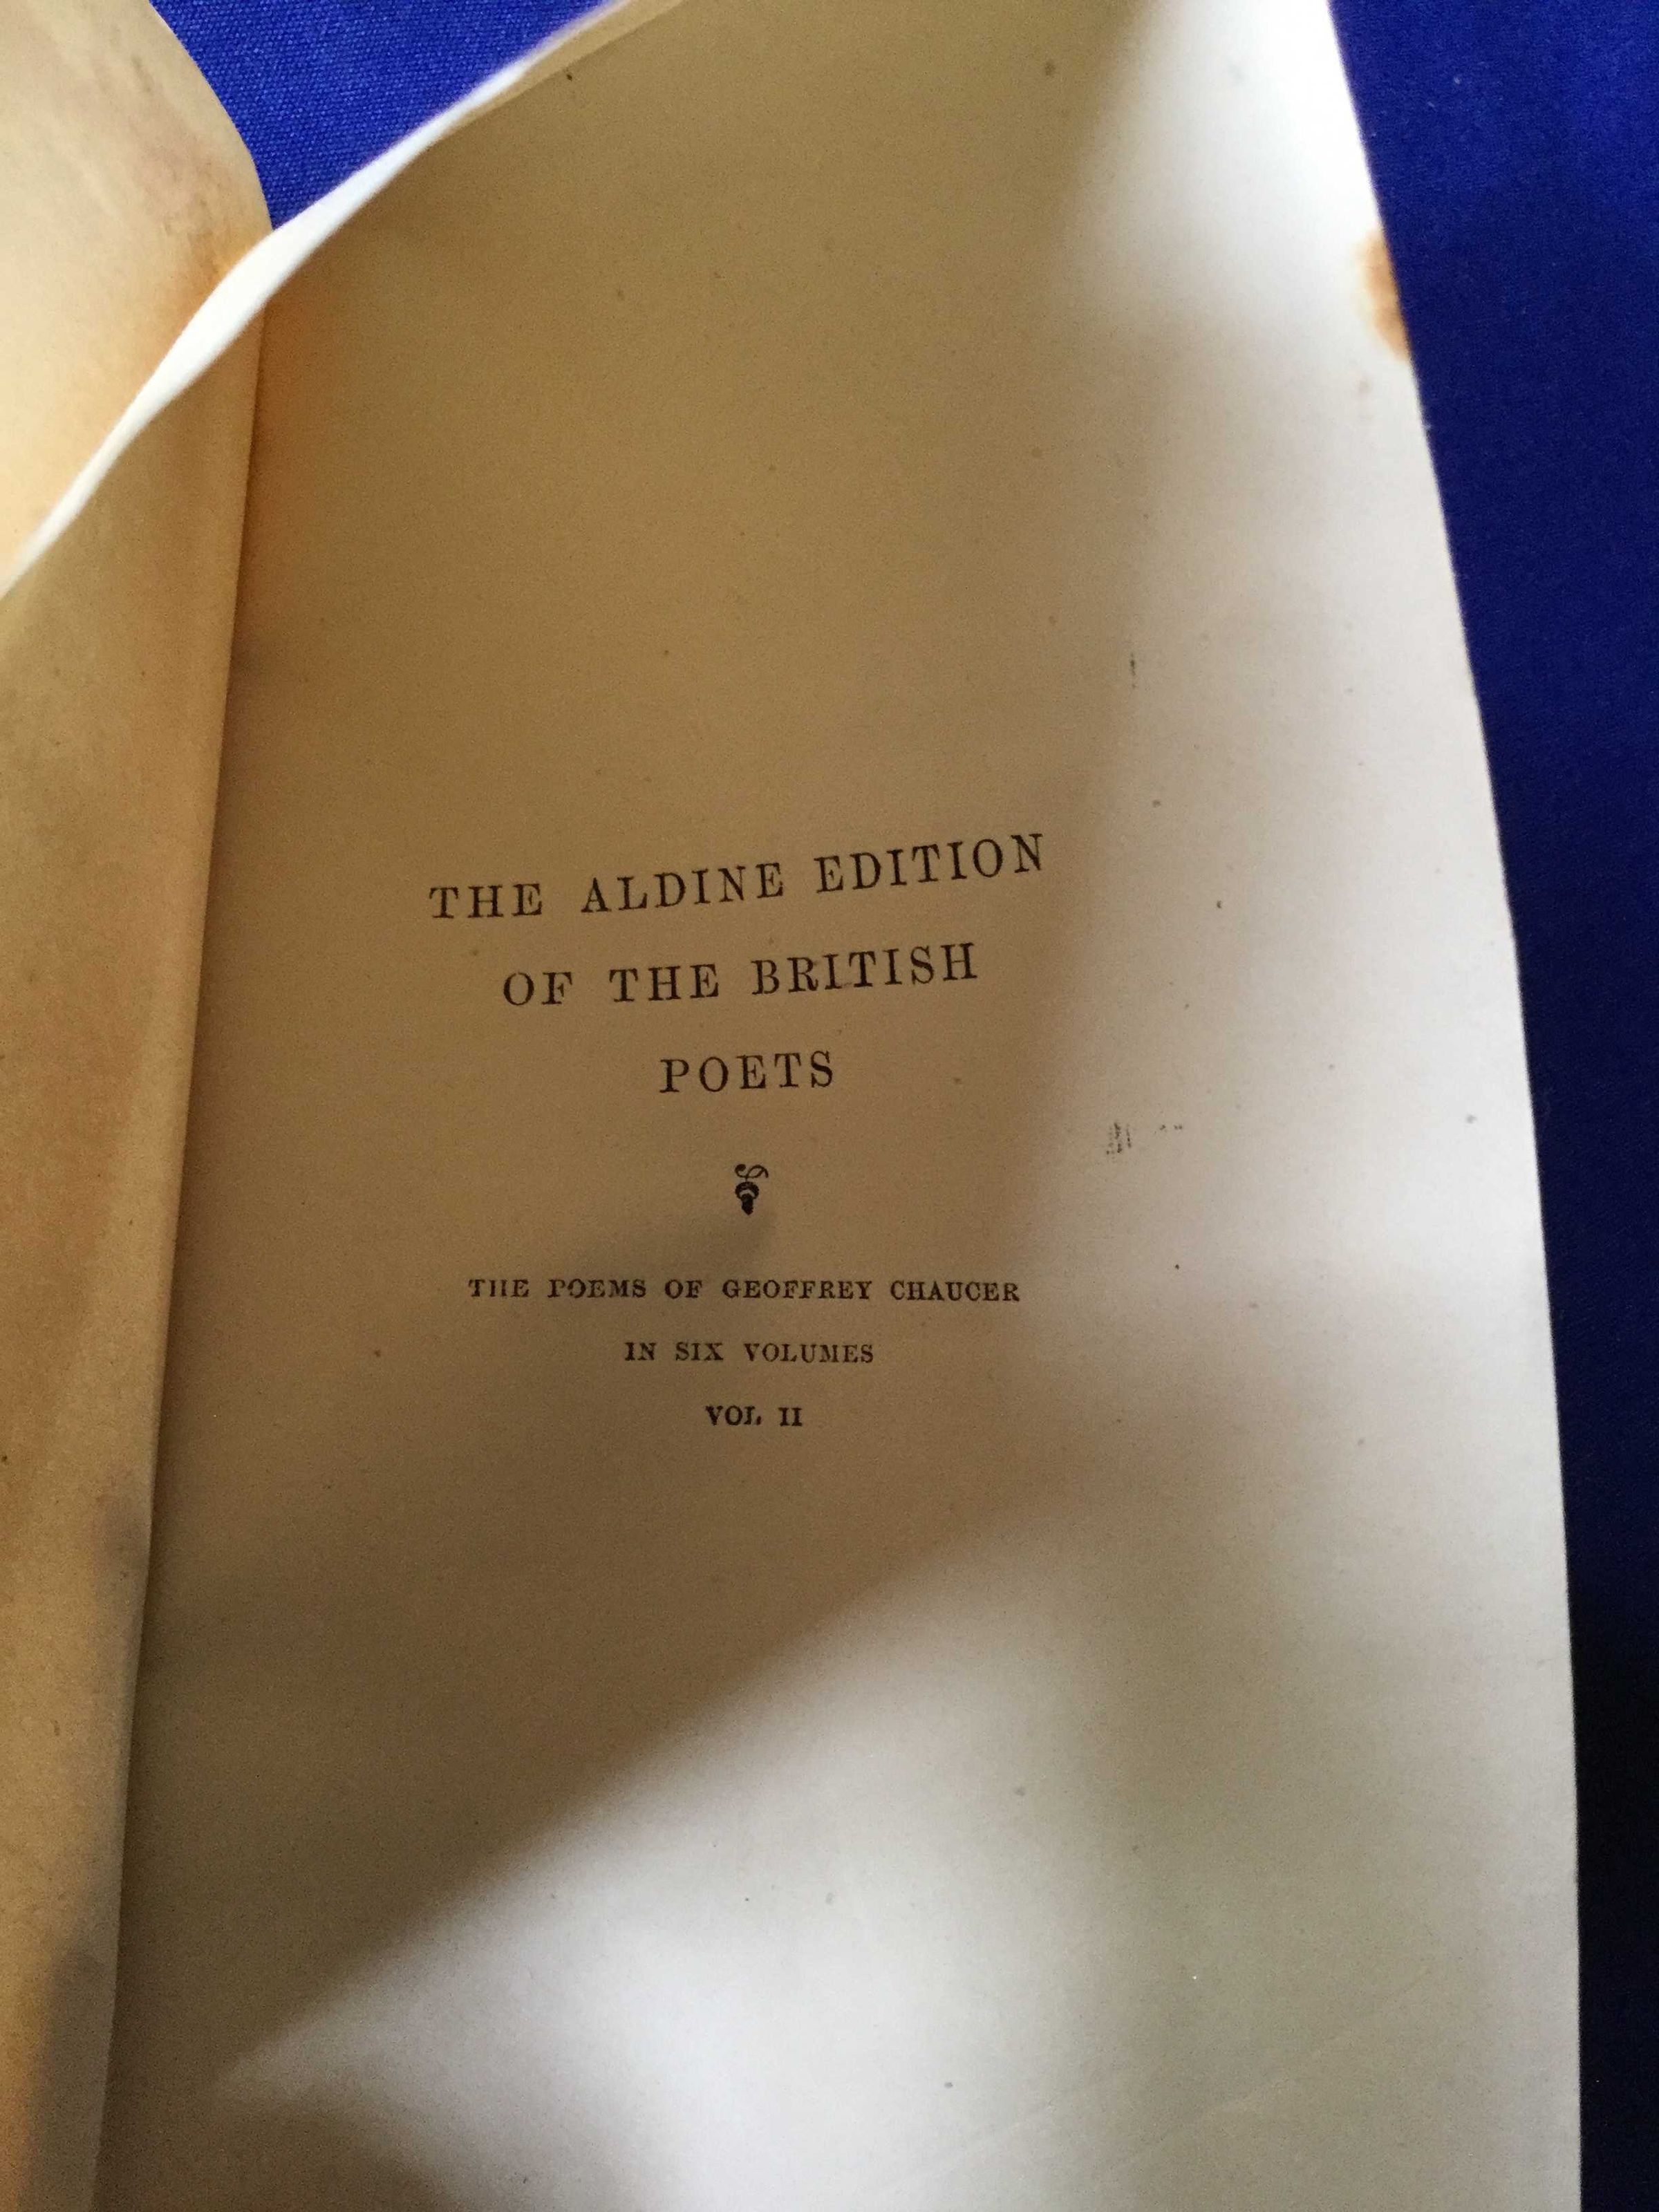 THE ALDINE EDITION
OF THE BRITISH
POETS
THE POEMS OF GEOFFREY CHAUCER
IN SIX VOLUMES
VOL II